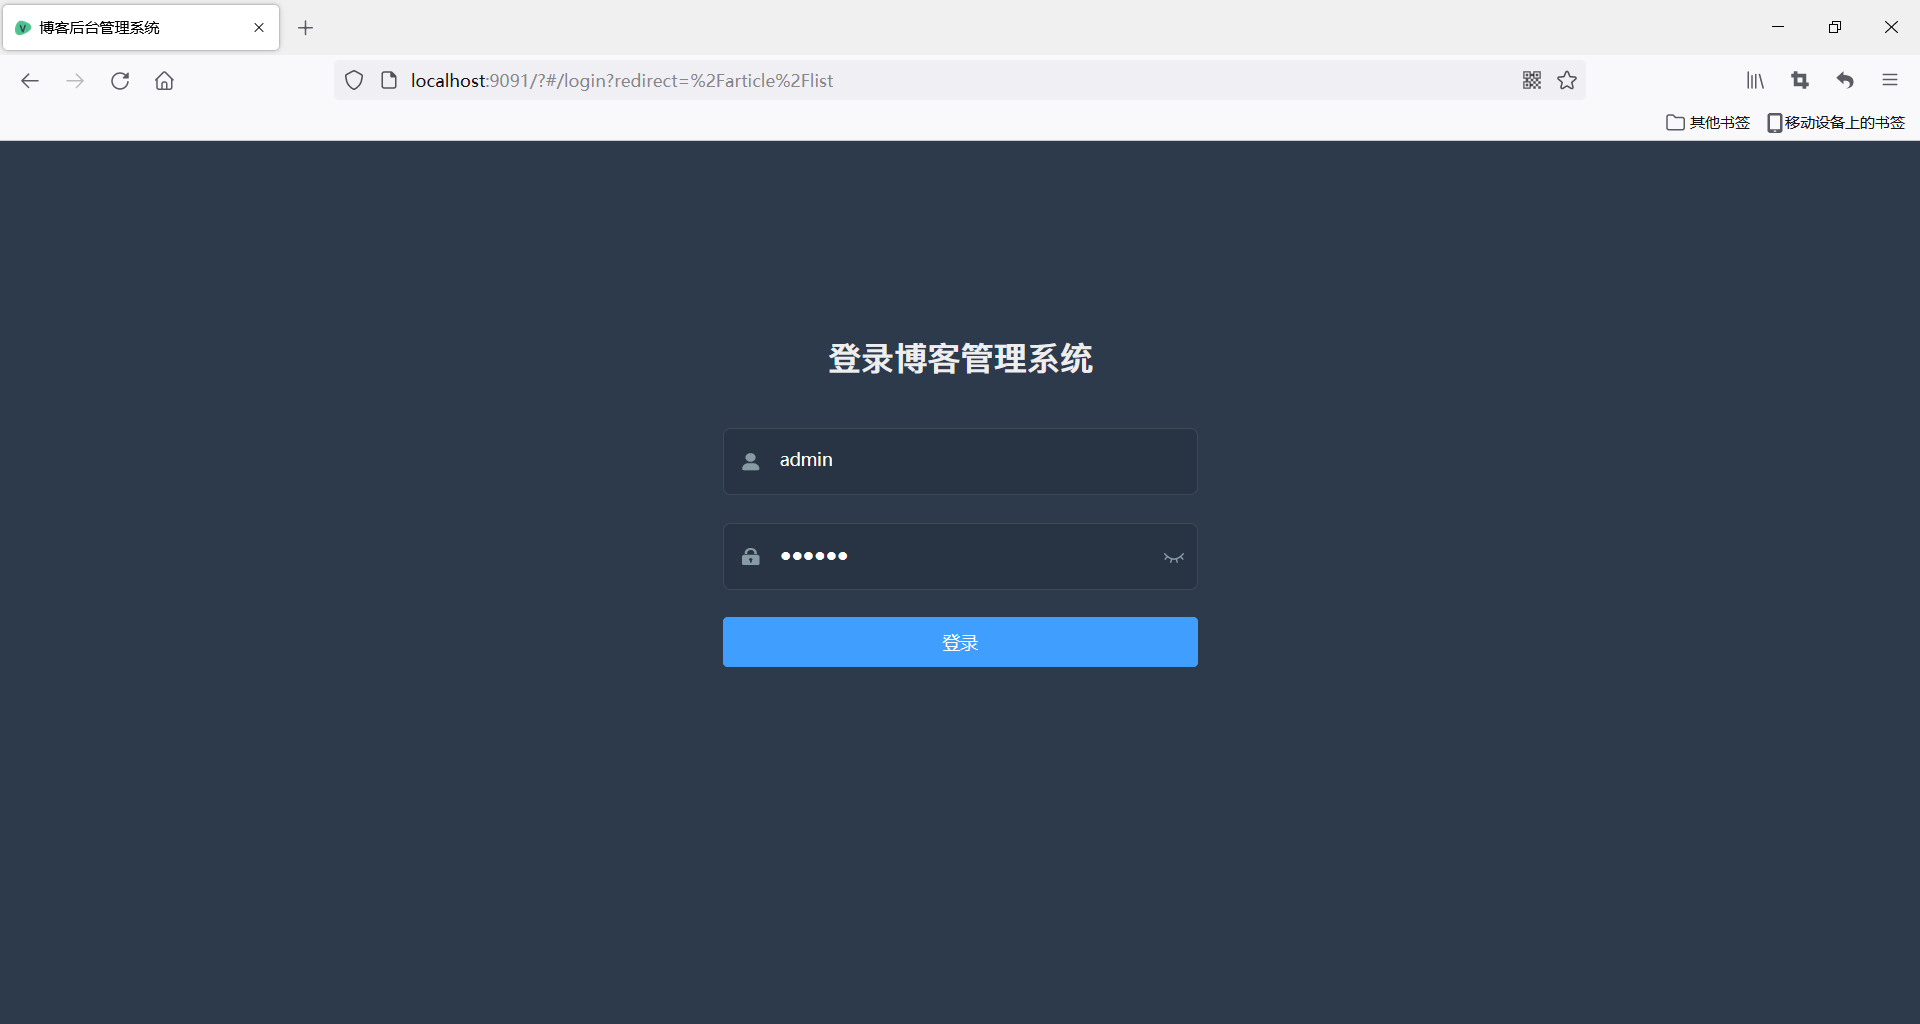 博客后台管理系统
localhost:9091/?#/login?redirect=%2Farticle%2Flist
其他书签 移动设备上的书签
登录博客管理系统
admin
••••••
登录